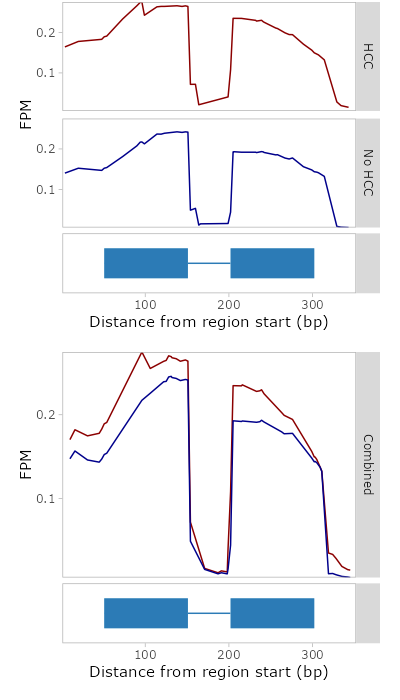 0.2
0.1
HCC
FPM
0.2
0.1
No HCC
100
200
300
Distance from region start (bp)
0.2
0.1
FPM
Combined
100
200
300
Distance from region start (bp)